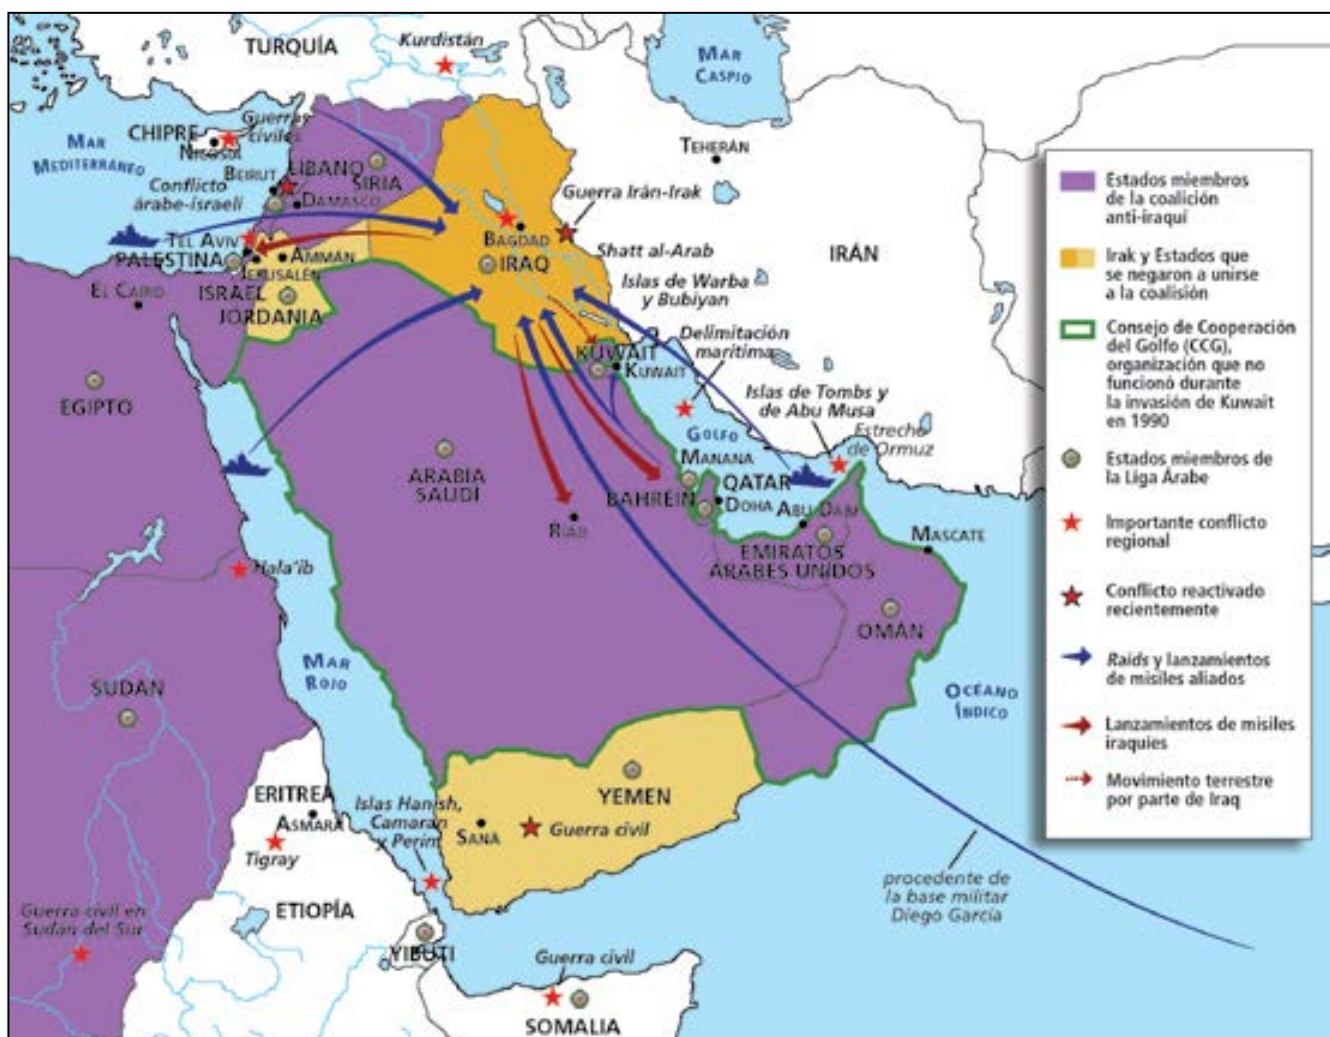 TURQUÍA
Kurdistán
MAR
CASPIO
CHIPRE
NICOSIA
Guerras
civiles
MAR
MEDITERRÁNEO
BEIRUT
LÍBANO
SIRIA
DAMASCO
Conflicto
árabe-israelí
TEHERÁN
Guerra Irán-Irak
BAGDAD
IRAQ
Shatt al-Arab
IRÁN
TEL AVIV
PALESTINA
JERUSALÉN
AMMÁN
ISRAEL
JORDANIA
EL CAIRO
Islas de Warba
y Bubiyan
Delimitación
marítima
KUWAIT
KUWAIT
Islas de Tombs y
de Abu Musa
Estrecho
de Ormuz
EGIPTO
ARABIA
SAUDÍ
GOLFO
MANANA
BAHRÉIN
QATAR
DOHA
ABU DABI
RIAD
EMIRATOS
ÁRABES UNIDOS
MASCATE
OMÁN
Hala'ib
MAR
ROJO
OCÉANO
ÍNDICO
SUDÁN
ERITREA
ASMARA
Tigray
Islas Hanish,
Camaran
y Perim
SANA
YEMEN
Guerra civil
procedente de
la base militar
Diego García
Guerra civil en
Sudán del Sur
ETIOPÍA
YIBUTI
Guerra civil
SOMALIA
Estados miembros
de la coalición
anti-iraquí
Irak y Estados que
se negaron a unirse
a la coalisión
Consejo de Cooperación
del Golfo (CCG),
organización que no
funcionó durante
la invasión de Kuwait
en 1990
Estados miembros de
la Liga Árabe
Importante conflicto
regional
Conflicto reactivado
recientemente
Raids y lanzamientos
de misiles aliados
Lanzamientos de misiles
iraquíes
Movimiento terrestre
por parte de Iraq